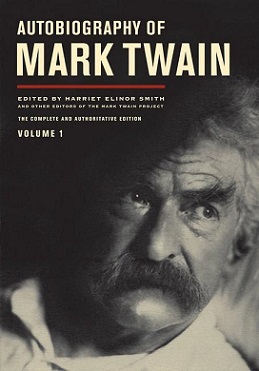 AUTOBIOGRAPHY OF
MARK TWAIN
EDITED BY HARRIET ELINOR SMITH
AND OTHER EDITORS OF THE MARK TWAIN PROJECT
THE COMPLETE AND AUTHORITATIVE EDITION
VOLUME 1